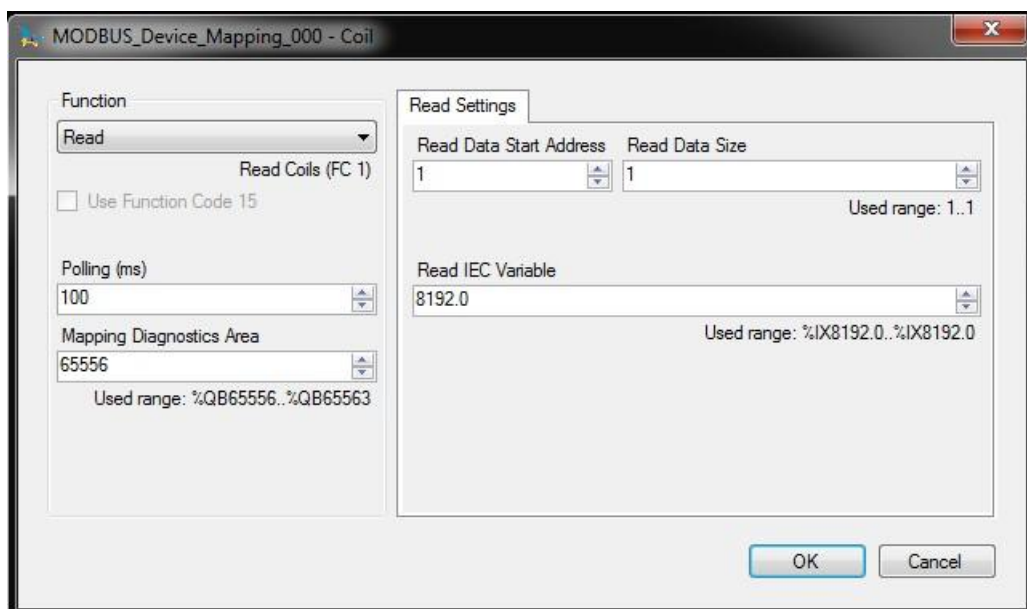 MODBUS_Device_Mapping_000 - Coil
Function
Read
Read Coils (FC 1)
Use Function Code 15
Polling (ms)
100
Mapping Diagnostics Area
65556
Used range: %QB65556..%QB65563
Read Settings
Read Data Start Address Read Data Size
1 1
Used range: 1..1
Read IEC Variable
8192.0
Used range: %IX8192.0..%IX8192.0
OK Cancel